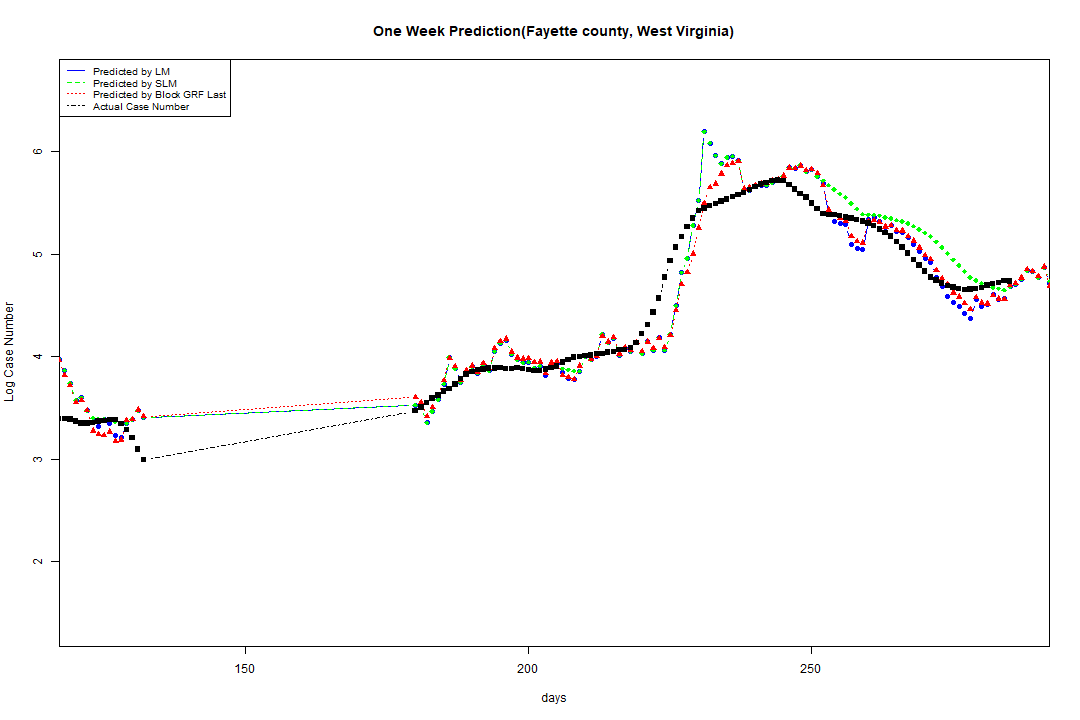 One Week Prediction(Fayette county, West Virginia)
Predicted by LM
Predicted by SLM
Predicted by Block GRF Last
Actual Case Number
6
5
4
3
2
Log Case Number
150 200 250
days